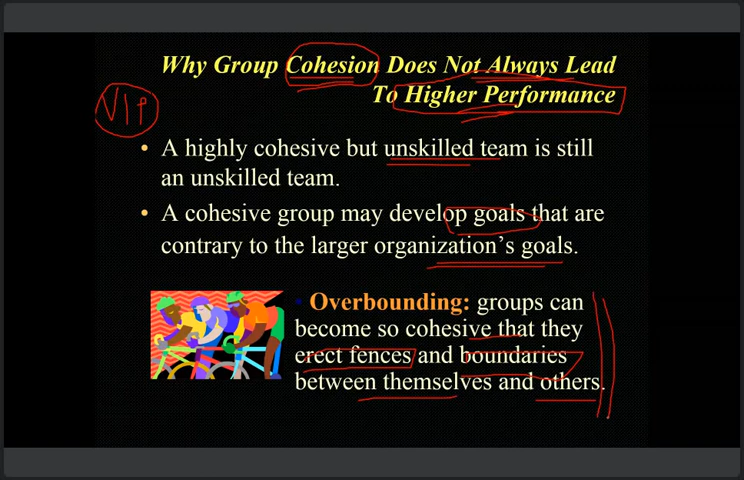 Why Group Cohesion Does Not Always Lead
To Higher Performance
VIP
• A highly cohesive but unskilled team is still
an unskilled team.
• A cohesive group may develop goals that are
contrary to the larger organization’s goals.
Overbounding: groups can
become so cohesive that they
erect fences and boundaries
between themselves and others.